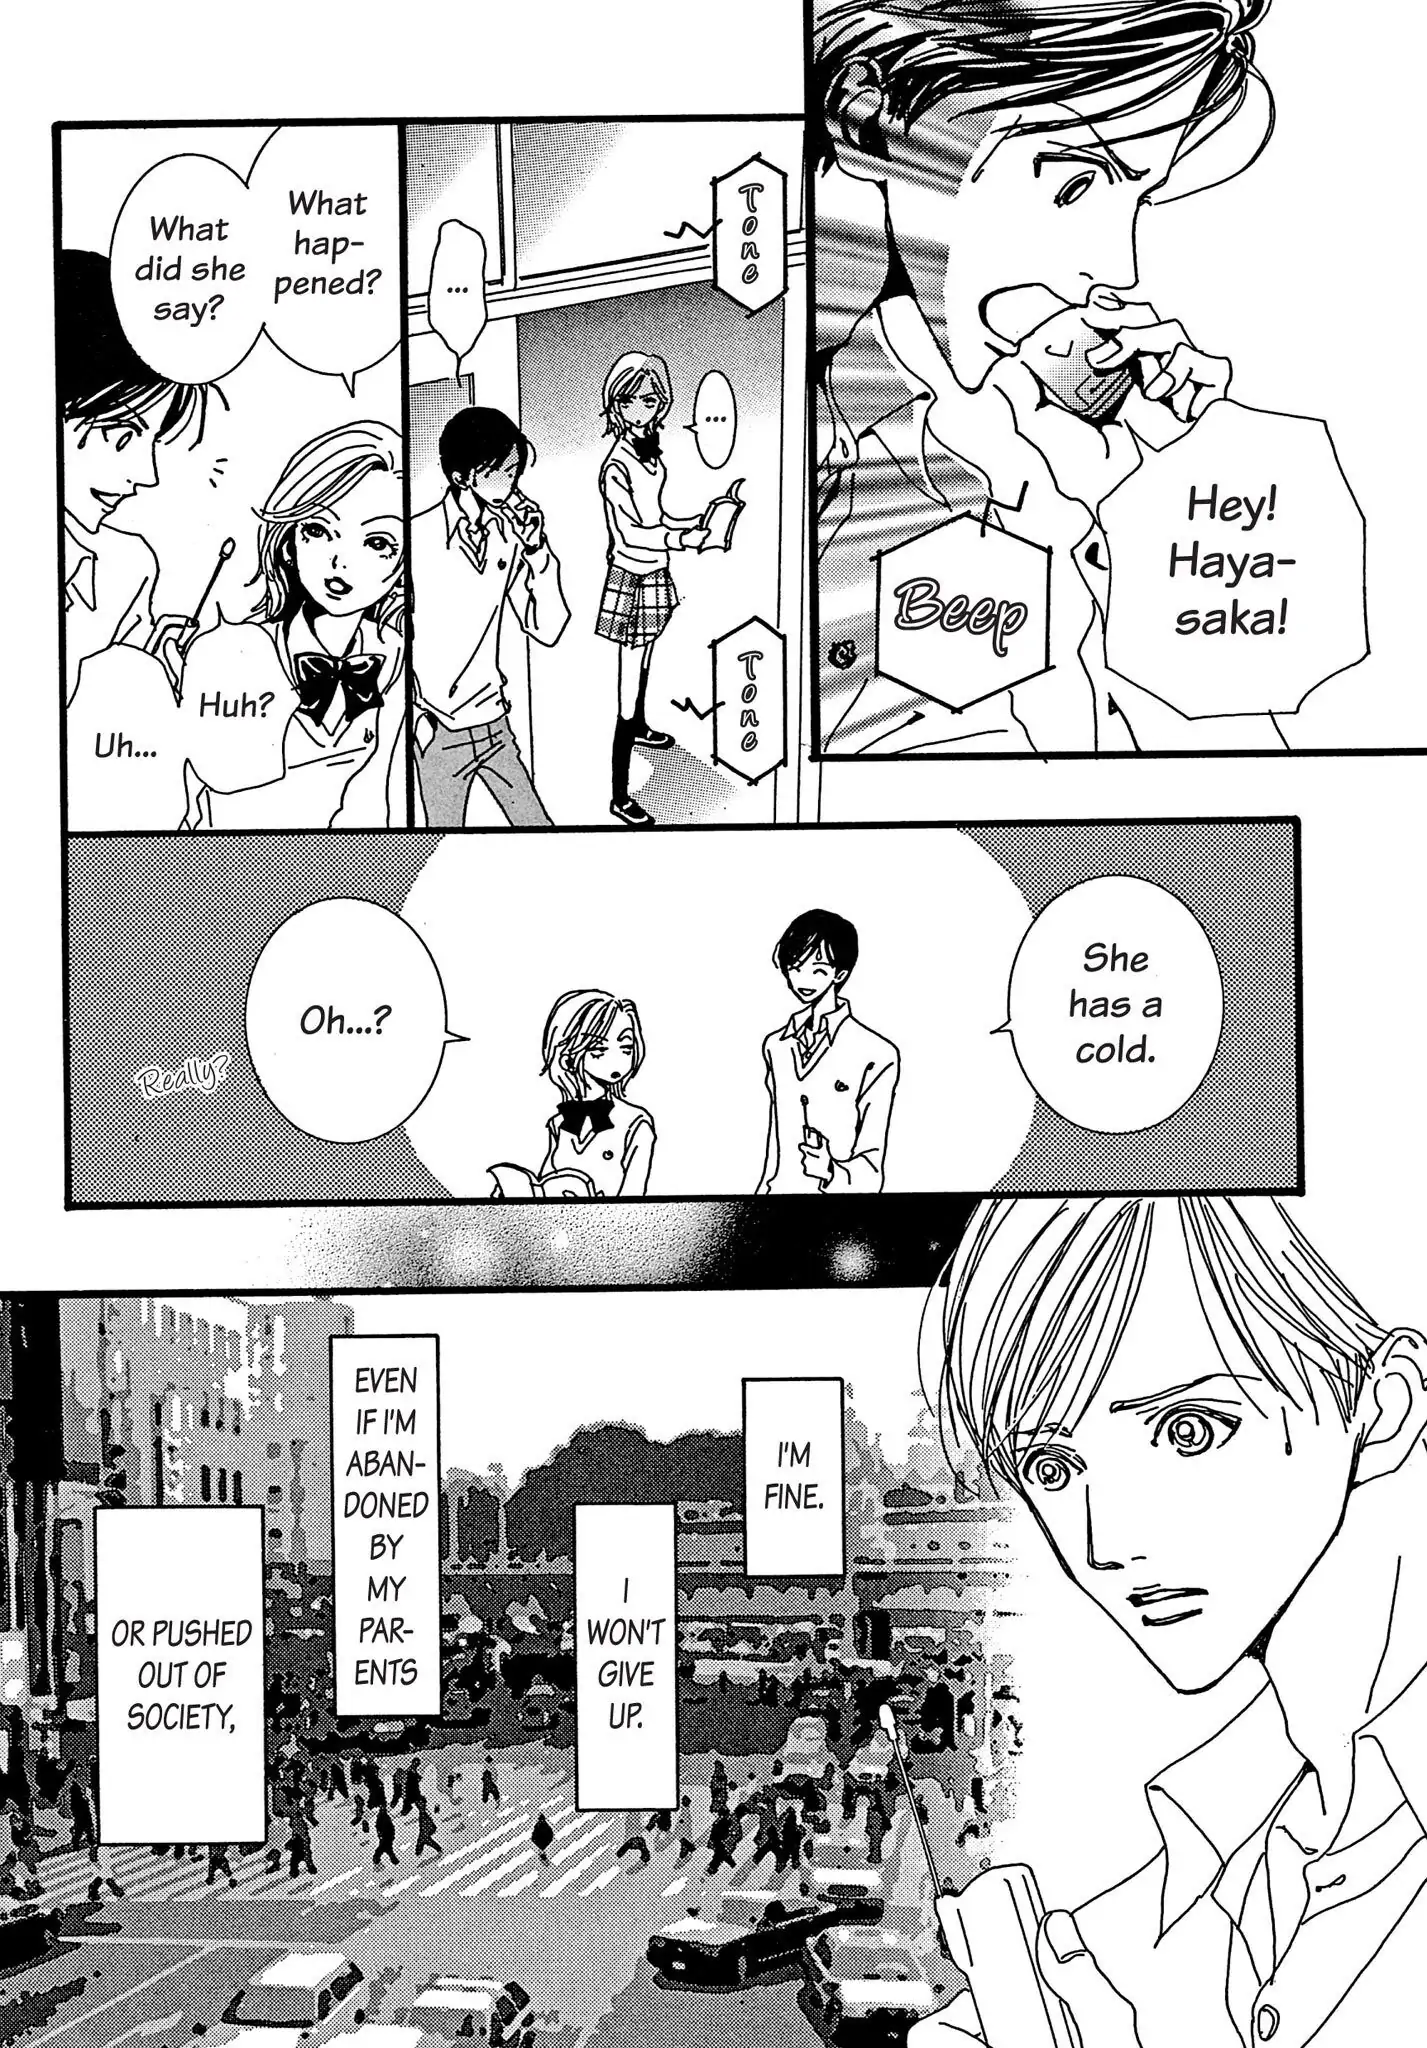 Hey!
Haya-
saka!
Beep
Tone
...
...
Tone
What
hap-
pened?
What
did she
say?
Huh?
Uh...
She
has a
cold.
Oh...?
Really?
I'M
FINE.
I
WON'T
GIVE
UP.
EVEN
IF I'M
ABAN-
DONED
BY
MY
PAR-
ENTS
OR PUSHED
OUT OF
SOCIETY,